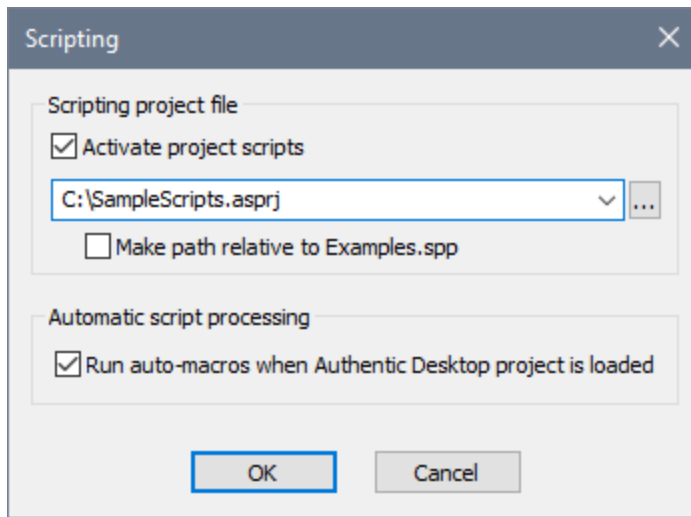 Scripting
Scripting project file
Activate project scripts
C:\SampleScripts.asprj
...
Make path relative to Examples.spp
Automatic script processing
Run auto-macros when Authentic Desktop project is loaded
OK
Cancel